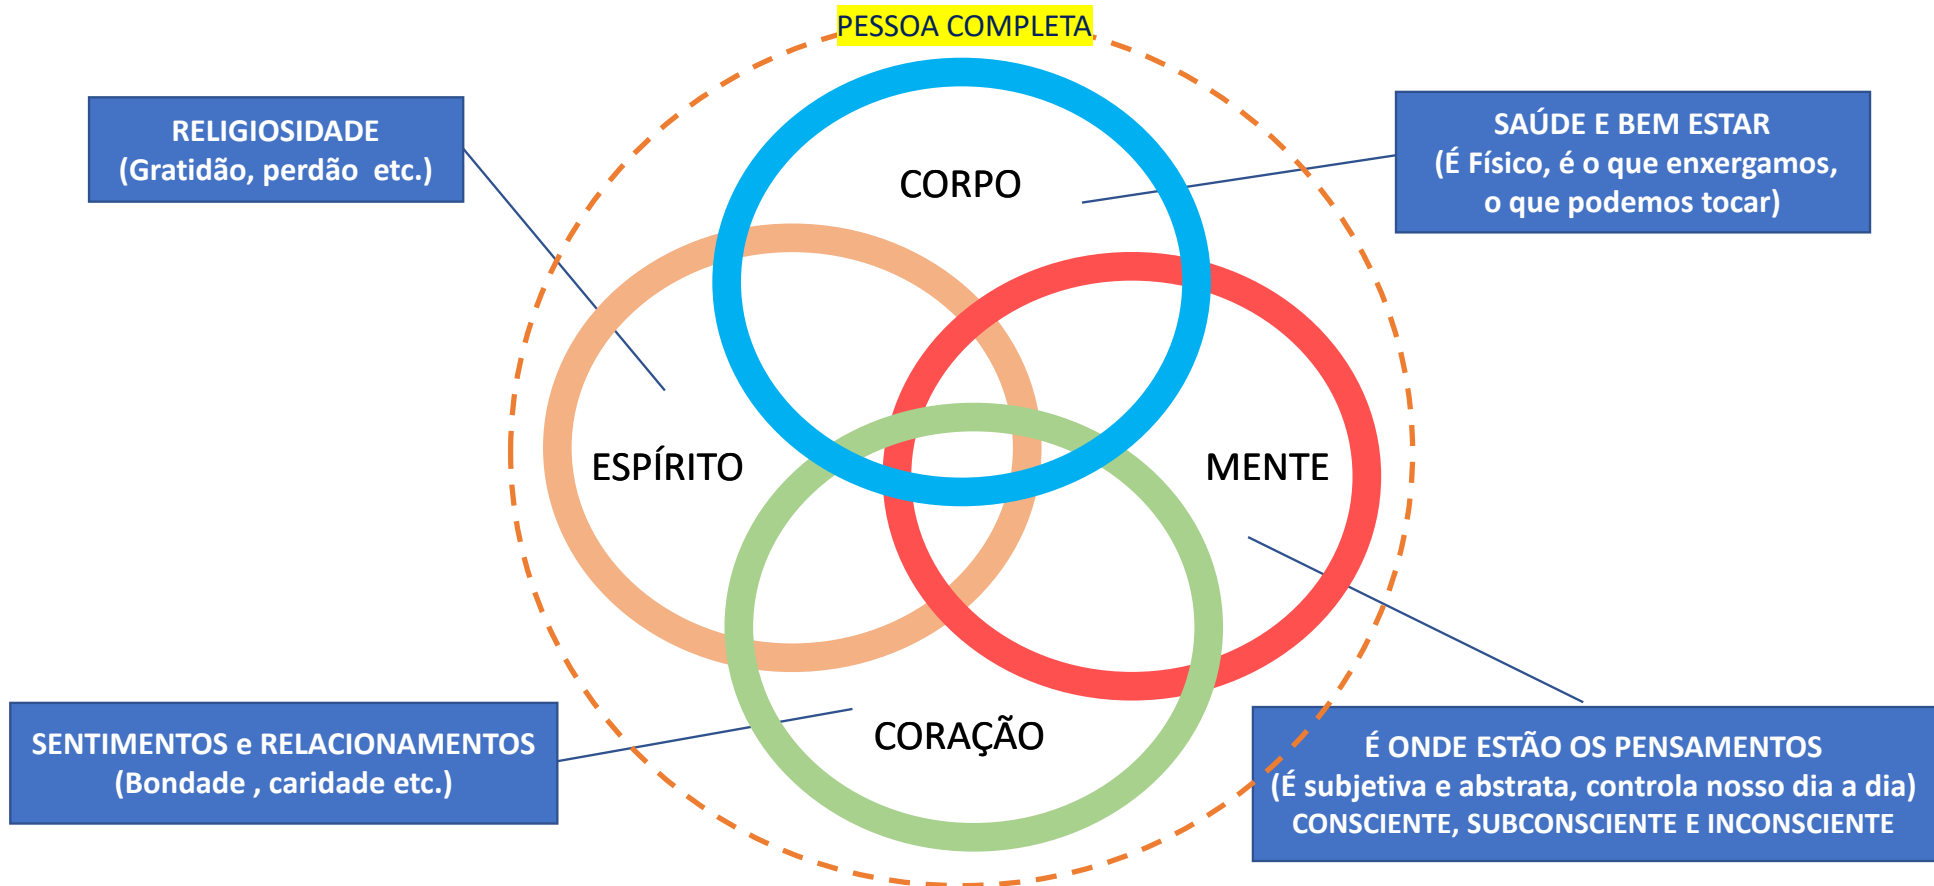 PESSOA COMPLETA
RELIGIOSIDADE
(Gratidão, perdão etc.)
SAÚDE E BEM ESTAR
(É Físico, é o que enxergamos,
o que podemos tocar)
CORPO
ESPÍRITO
MENTE
CORAÇÃO
SENTIMENTOS e RELACIONAMENTOS
(Bondade , caridade etc.)
É ONDE ESTÃO OS PENSAMENTOS
(É subjetiva e abstrata, controla nosso dia a dia)
CONSCIENTE, SUBCONSCIENTE E INCONSCIENTE